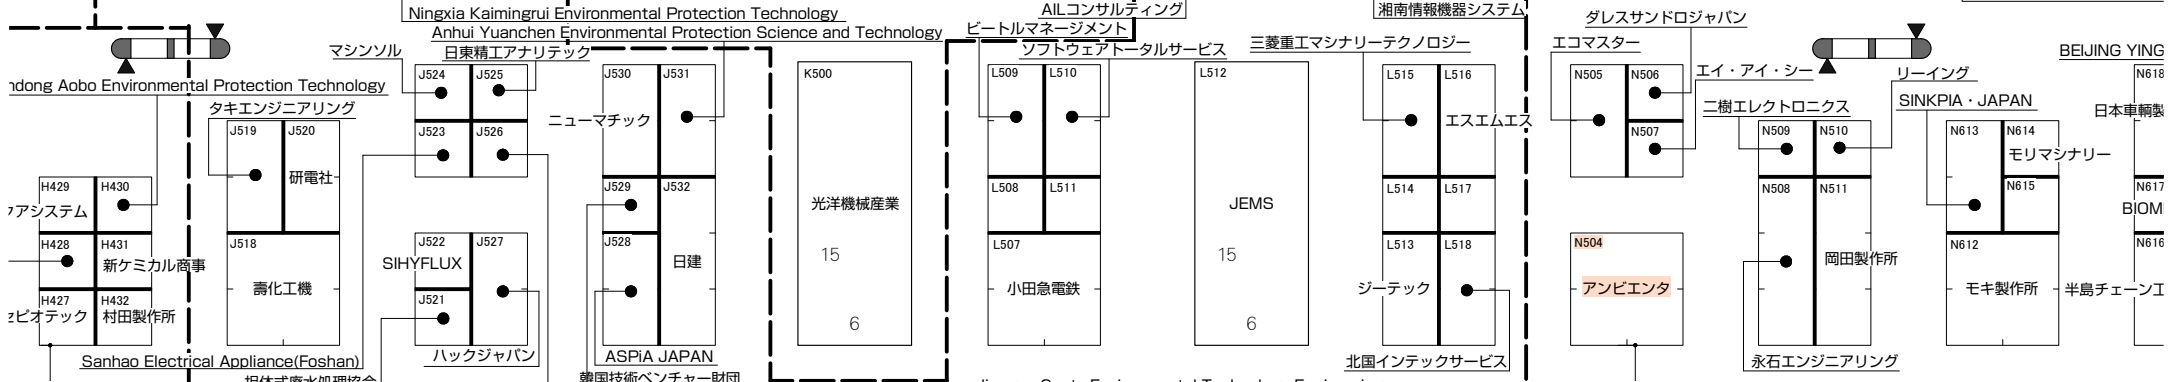 Ningxia Kaimingrui Environmental Protection Technology
AILコンサルティング
湘南情報機器システム
ダレスサンドロジャパン
Anhui Yuanchen Environmental Protection Science and Technology
ビートルマネージメント
マシンソル
日東精工アナリテック
ソフトウェアトータルサービス
三菱重工マシナリーテクノロジー
エコマスター
BEIJING YING
エイ・アイ・シー
リーイング
ndong Aobo Environmental Protection Technology
タキエンジニアリング
二樹エレクトロニクス
SINKPIA・JAPAN
J524
J525
J523
J526
J530
J531
ニューマチック
J529
J532
J528
日建
K500
光洋機械産業
15
6
L509
L510
L508
L511
L507
小田急電鉄
L512
JEMS
15
6
L515
L516
エスエムエス
L514
L517
L513
L518
ジーテック
N505
N506
N507
N504
アンビエンタ
N509
N510
N508
N511
岡田製作所
N613
N614
モリマシナリー
N615
N612
モキ製作所
N618
日本車輌製
N617
BIOM
N616
半島チェーン工
J519
J520
研電社
J518
壽化工機
H429
H430
クアシステム
H428
H431
新ケミカル商事
H427
H432
セビオテック
村田製作所
J522
J527
SIHYFLUX
J521
Sanhao Electrical Appliance(Foshan)
ハックジャパン
ASPiA JAPAN
北国インテックサービス
永石エンジニアリング
担体式廃水処理協会
韓国技術ベンチャー財団